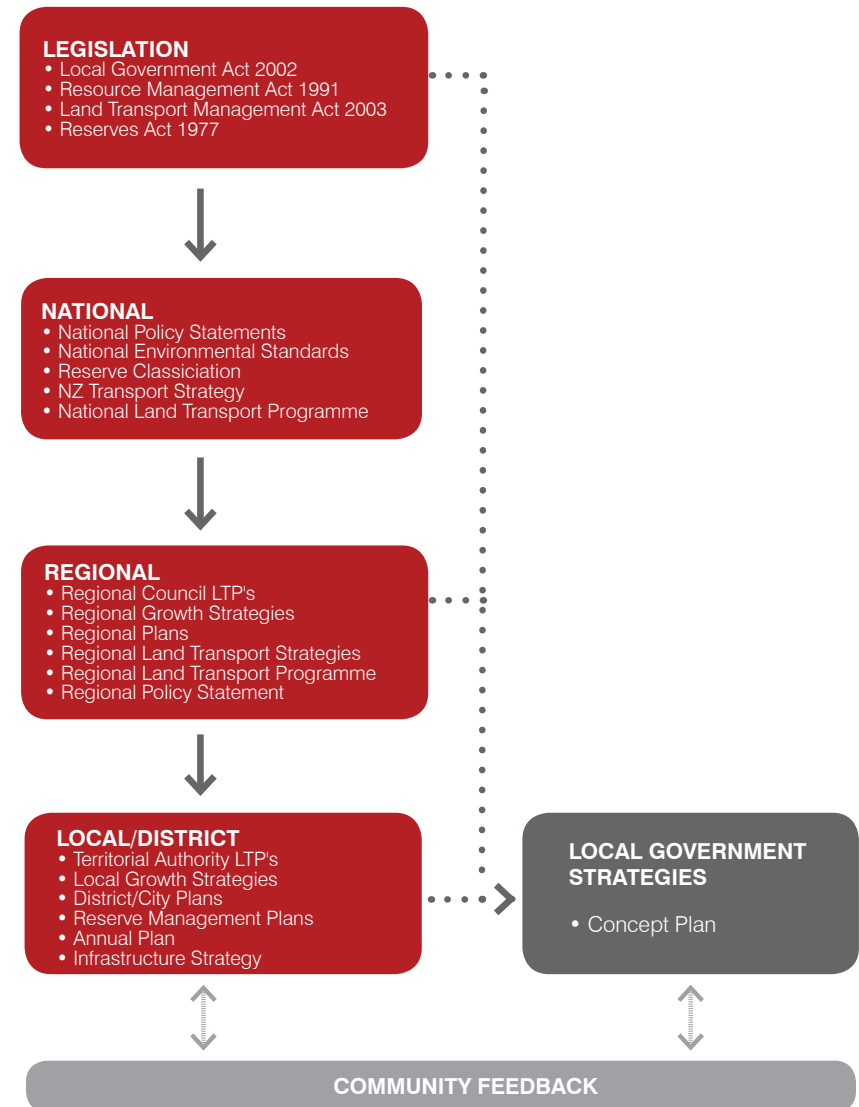 LEGISLATION
• Local Government Act 2002
• Resource Management Act 1991
• Land Transport Management Act 2003
• Reserves Act 1977
NATIONAL
• National Policy Statements
• National Environmental Standards
• Reserve Classiciation
• NZ Transport Strategy
• National Land Transport Programme
REGIONAL
• Regional Council LTP's
• Regional Growth Strategies
• Regional Plans
• Regional Land Transport Strategies
• Regional Land Transport Programme
• Regional Policy Statement
LOCAL/DISTRICT
• Territorial Authority LTP's
• Local Growth Strategies
• District/City Plans
• Reserve Management Plans
• Annual Plan
• Infrastructure Strategy
LOCAL GOVERNMENT
STRATEGIES
• Concept Plan
COMMUNITY FEEDBACK